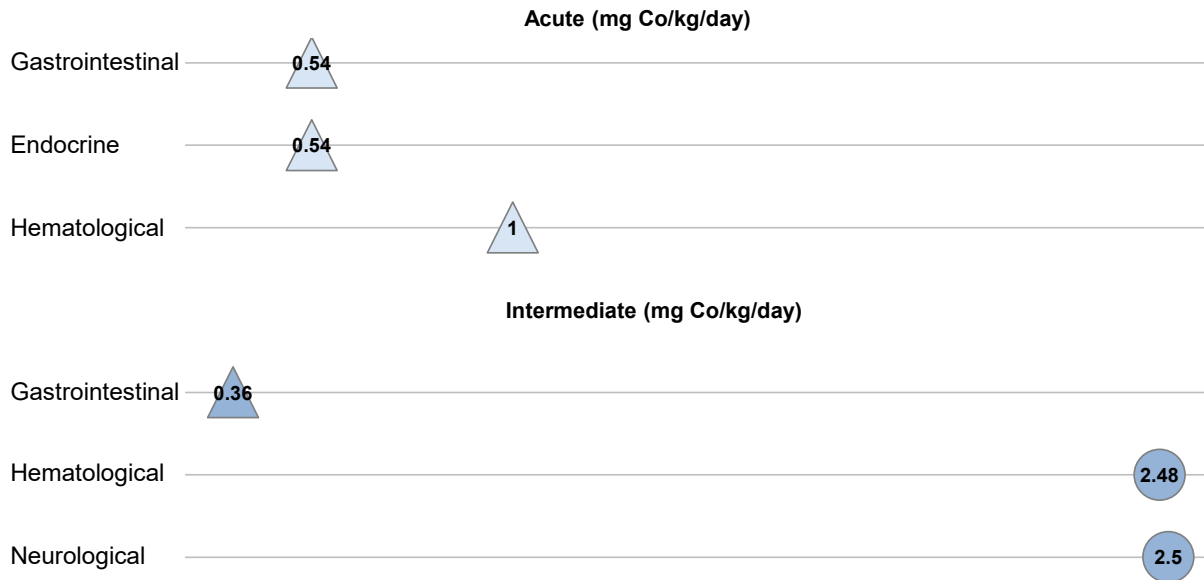 Acute (mg Co/kg/day)
Gastrointestinal 0.54
Endocrine 0.54
Hematological 1
Intermediate (mg Co/kg/day)
Gastrointestinal 0.36
Hematological 2.48
Neurological 2.5